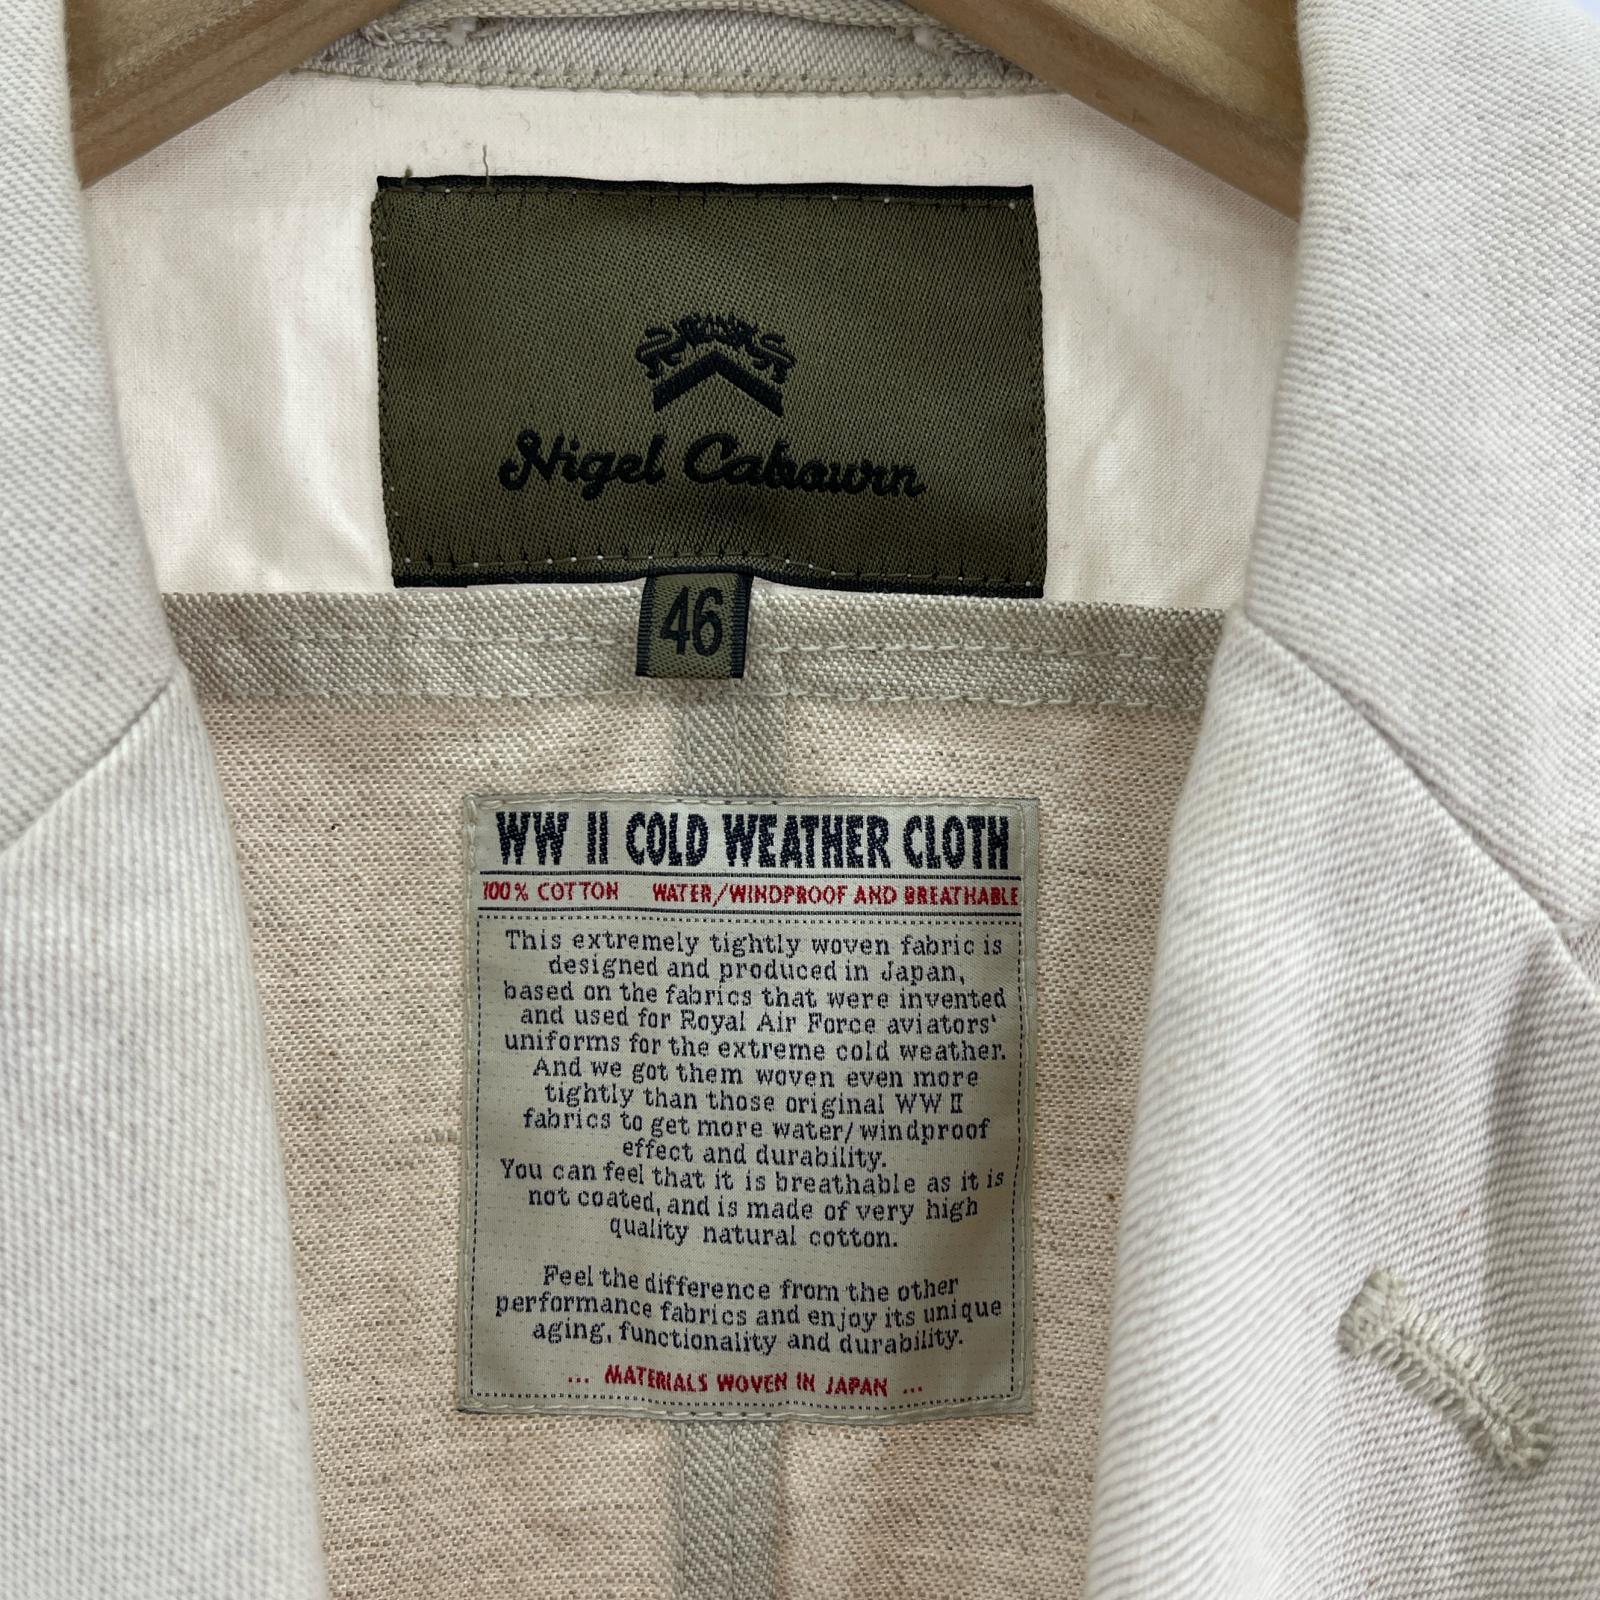 Nigel Cabourn
46
WW II COLD WEATHER CLOTH
100% COTTON WATER/WINDPROOF AND BREATHABLE
This extremely tightly woven fabric is
designed and produced in Japan,
based on the fabrics that were invented
and used for Royal Air Force aviators'
uniforms for the extreme cold weather.
And we got them woven even more
tightly than those original WW II
fabrics to get more water/windproof
effect and durability.
You can feel that it is breathable as it is
not coated, and is made of very high
quality natural cotton.
Feel the difference from the other
performance fabrics and enjoy its unique
aging, functionality and durability.
... MATERIALS WOVEN IN JAPAN ...